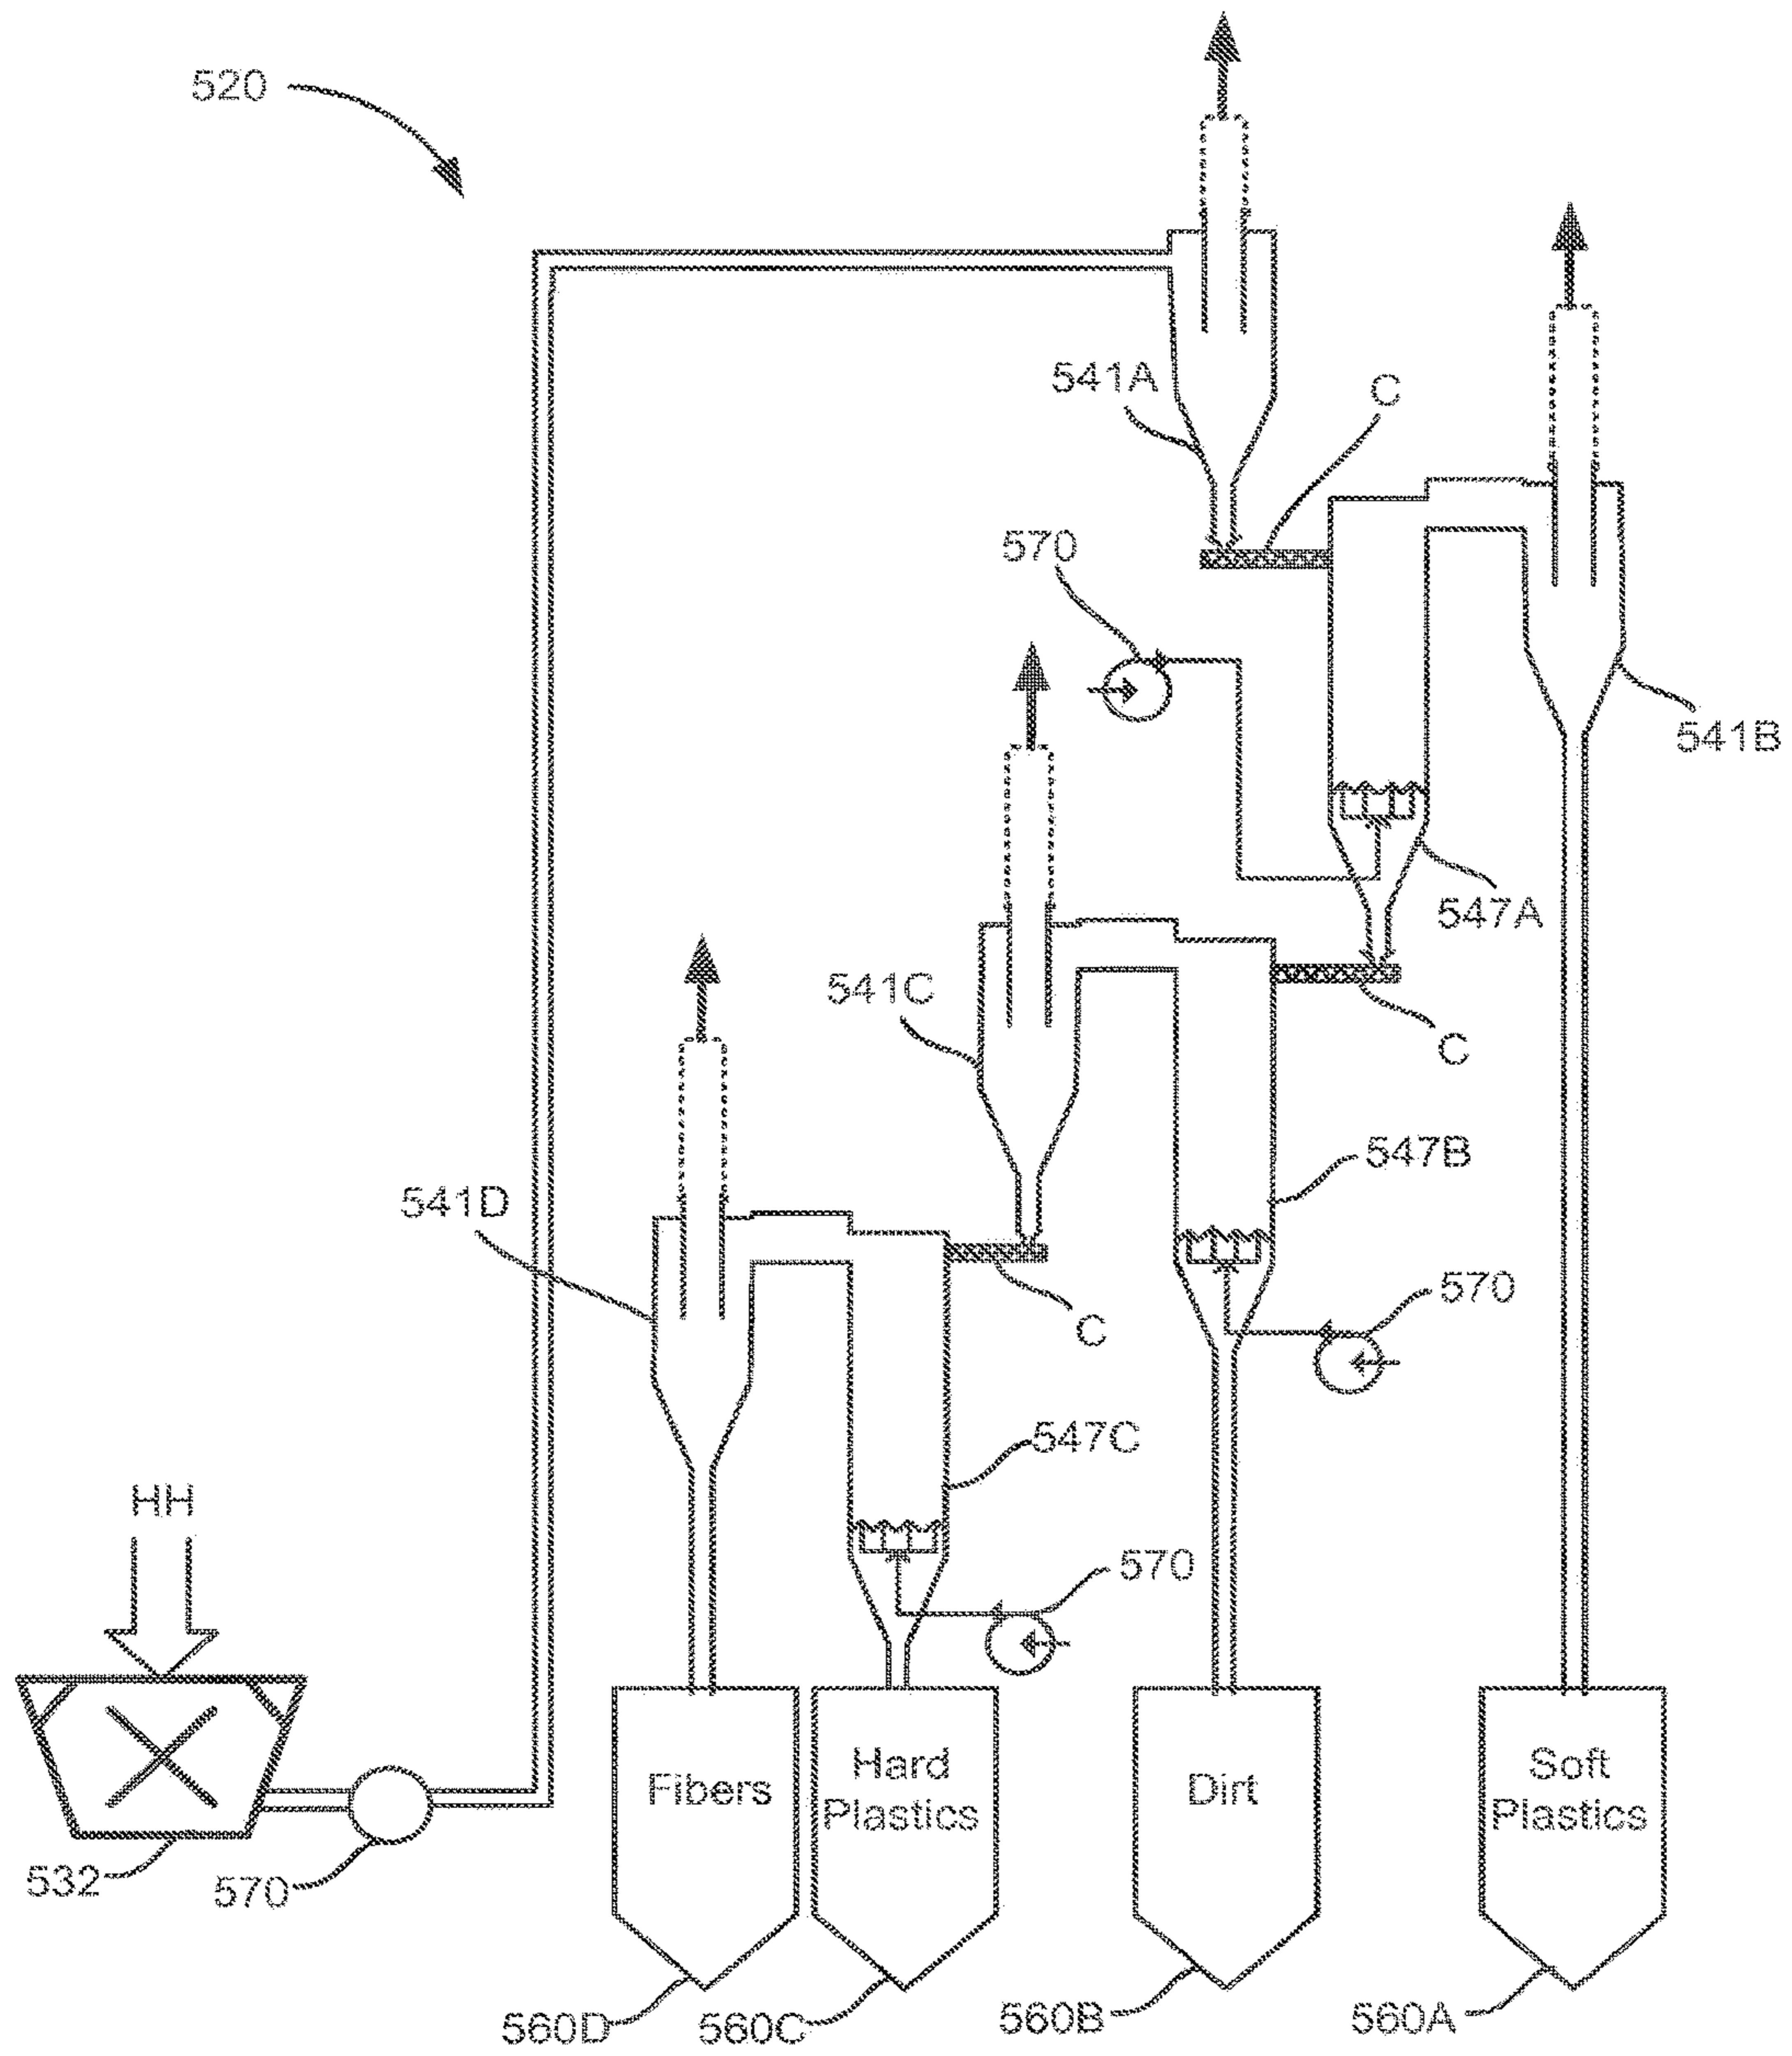 520
541A
C
570
541B
547A
541C
C
547B
541D
570
C
547C
HH
570
Fibers
Hard
Plastics
Dirt
Soft
Plastics
532
570
560D
560C
560B
560A